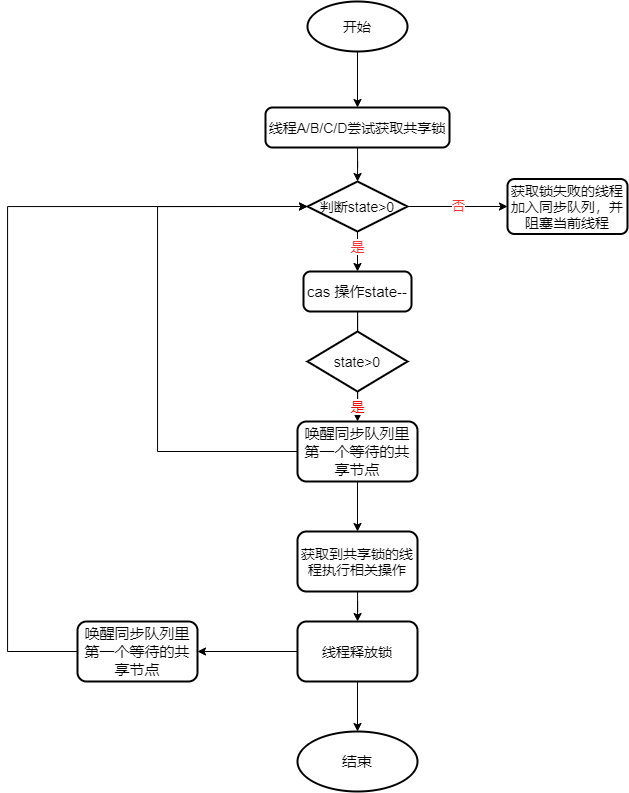 开始
线程A/B/C/D尝试获取共享锁
判断state>0
否
获取锁失败的线程
加入同步队列，并
阻塞当前线程
是
cas 操作state--
state>0
是
唤醒同步队列里
第一个等待的共
享节点
获取到共享锁的线
程执行相关操作
唤醒同步队列里
第一个等待的共
享节点
线程释放锁
结束